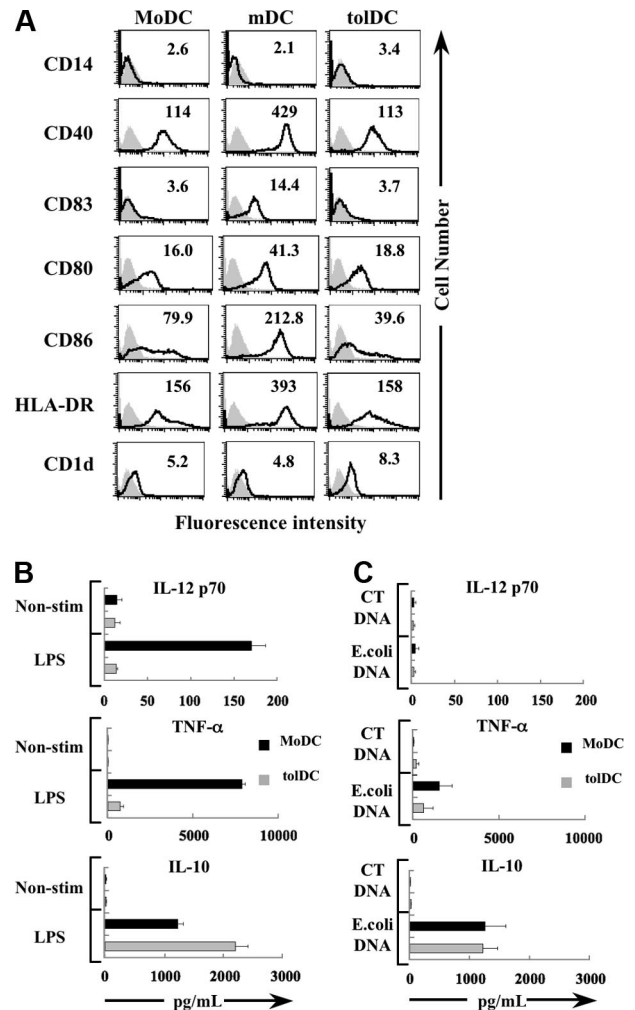 A
MoDC mDC tolDC
CD14 2.6 2.1 3.4
CD40 114 429 113
CD83 3.6 14.4 3.7
CD80 16.0 41.3 18.8
CD86 79.9 212.8 39.6
HLA-DR 156 393 158
CD1d 5.2 4.8 8.3
Fluorescence intensity
Cell Number
B
IL-12 p70
Non-stim
LPS
0 50 100 150 200
TNF-α
Non-stim
LPS
MoDC
tolDC
0 5000 10000
IL-10
Non-stim
LPS
0 1000 2000 3000
pg/mL
C
IL-12 p70
CT
DNA
E.coli
DNA
0 50 100 150 200
TNF-α
CT
DNA
E.coli
DNA
MoDC
tolDC
0 5000 10000
IL-10
CT
DNA
E.coli
DNA
0 1000 2000 3000
pg/mL